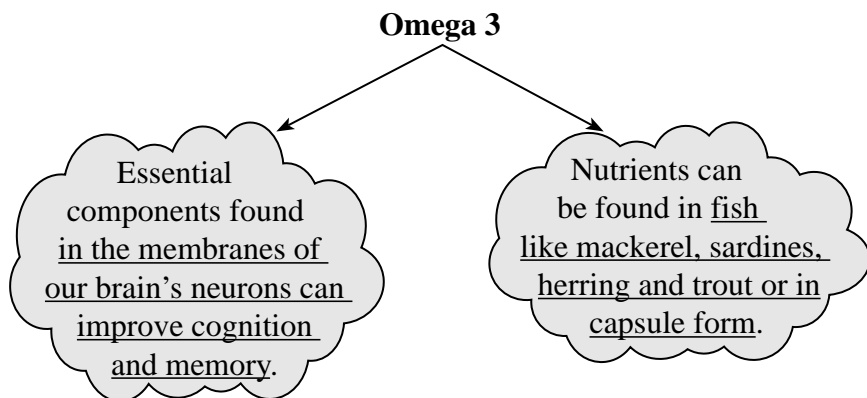 Omega 3
Essential
components found
in the membranes of
our brain's neurons can
improve cognition
and memory.
Nutrients can
be found in fish
like mackerel, sardines,
herring and trout or in
capsule form.